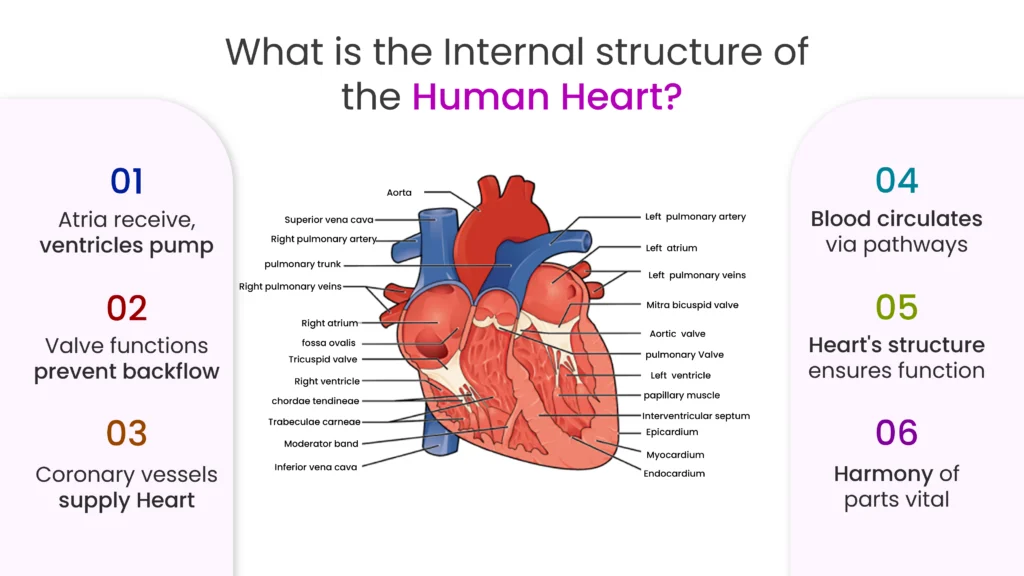 What is the Internal structure of
the Human Heart?
01
Atria receive,
ventricles pump
02
Valve functions
prevent backflow
03
Coronary vessels
supply Heart
Aorta
Superior vena cava
Right pulmonary artery
pulmonary trunk
Right pulmonary veins
Right atrium
fossa ovalis
Tricuspid valve
Right ventricle
chordae tendineae
Trabeculae carneae
Moderator band
Inferior vena cava
Left pulmonary artery
Left atrium
Left pulmonary veins
Mitra bicuspid valve
Aortic valve
pulmonary Valve
Left ventricle
papillary muscle
Interventricular septum
Epicardium
Myocardium
Endocardium
04
Blood circulates
via pathways
05
Heart's structure
ensures function
06
Harmony of
parts vital